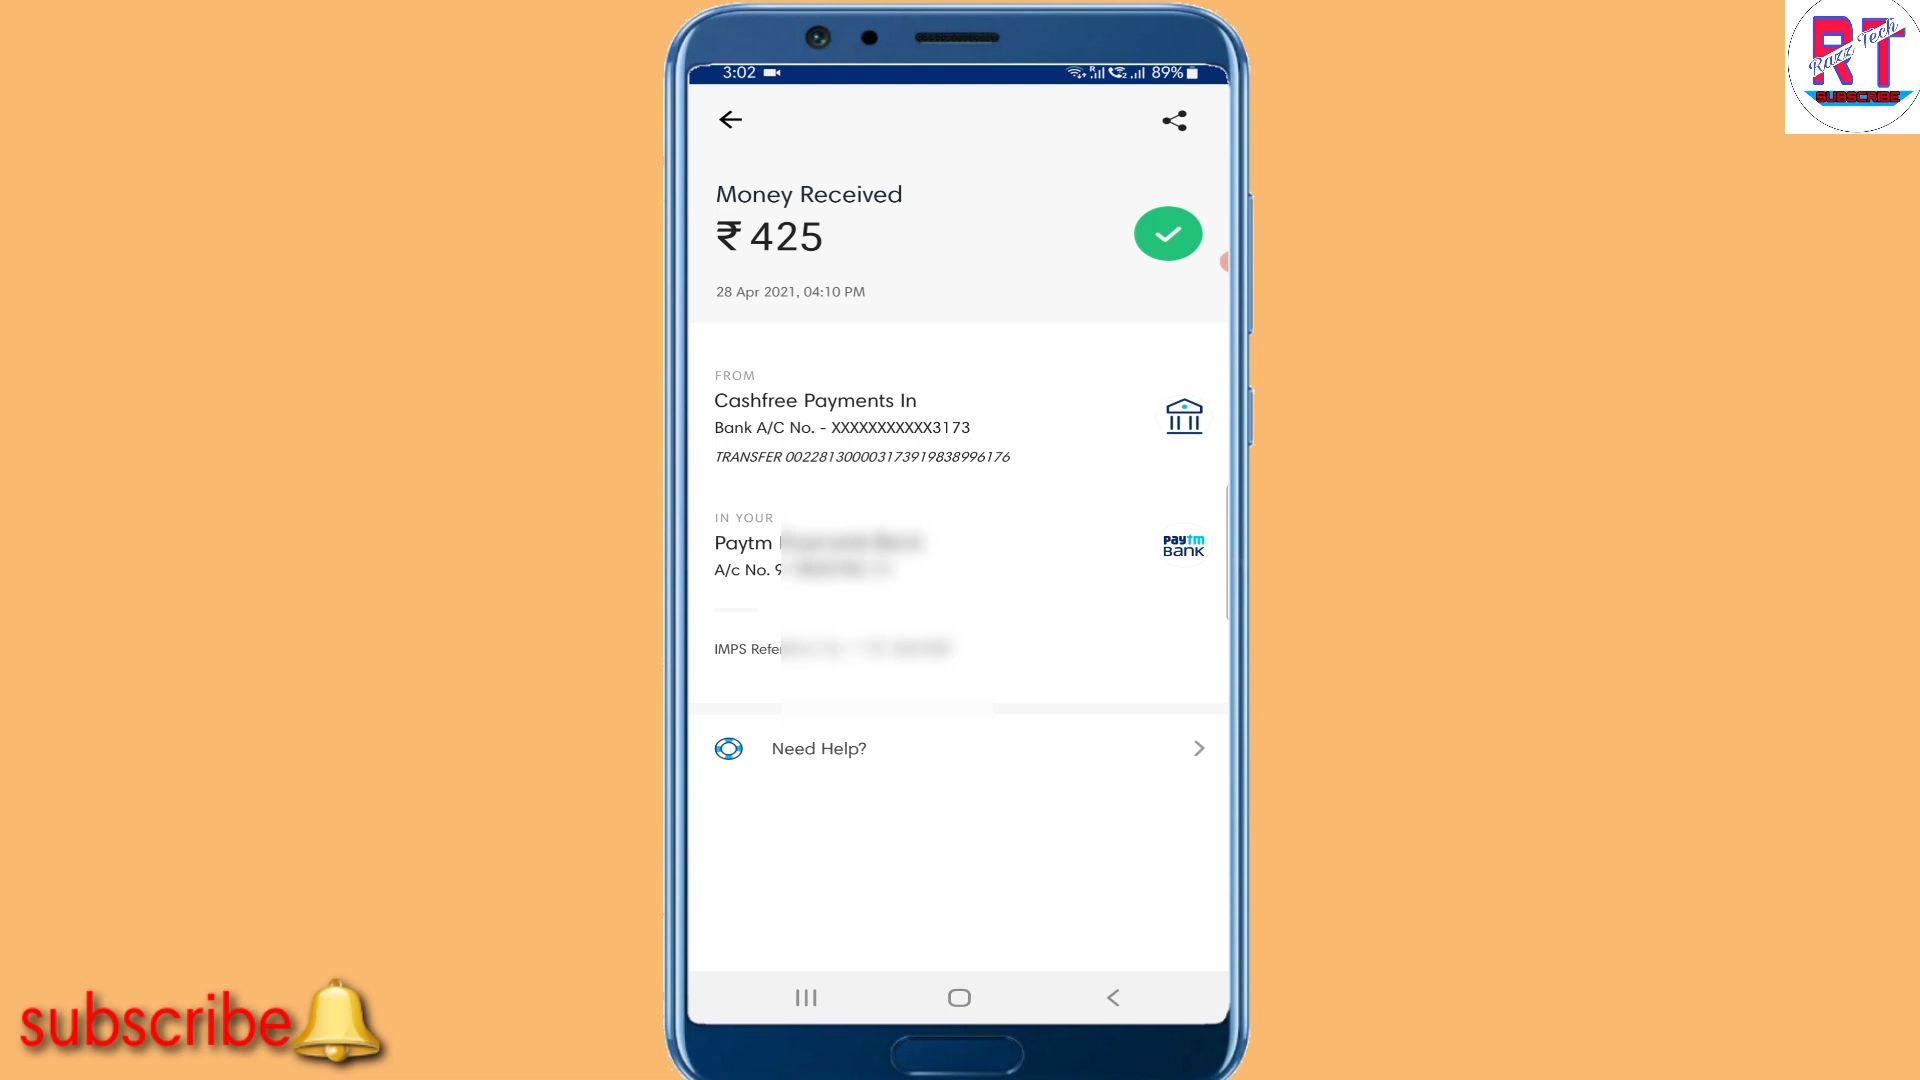 3:02
89%
Money Received
₹ 425
28 Apr 2021, 04:10 PM
FROM
Cashfree Payments In
Bank A/C No. - XXXXXXXXXXX3173
TRANSFER 00228130000317391983899​6176
IN YOUR
Paytm
paytm
BANK
A/c No. 9
IMPS
Need Help?
RT
Razz Tech
SUBSCRIBE
subscribe